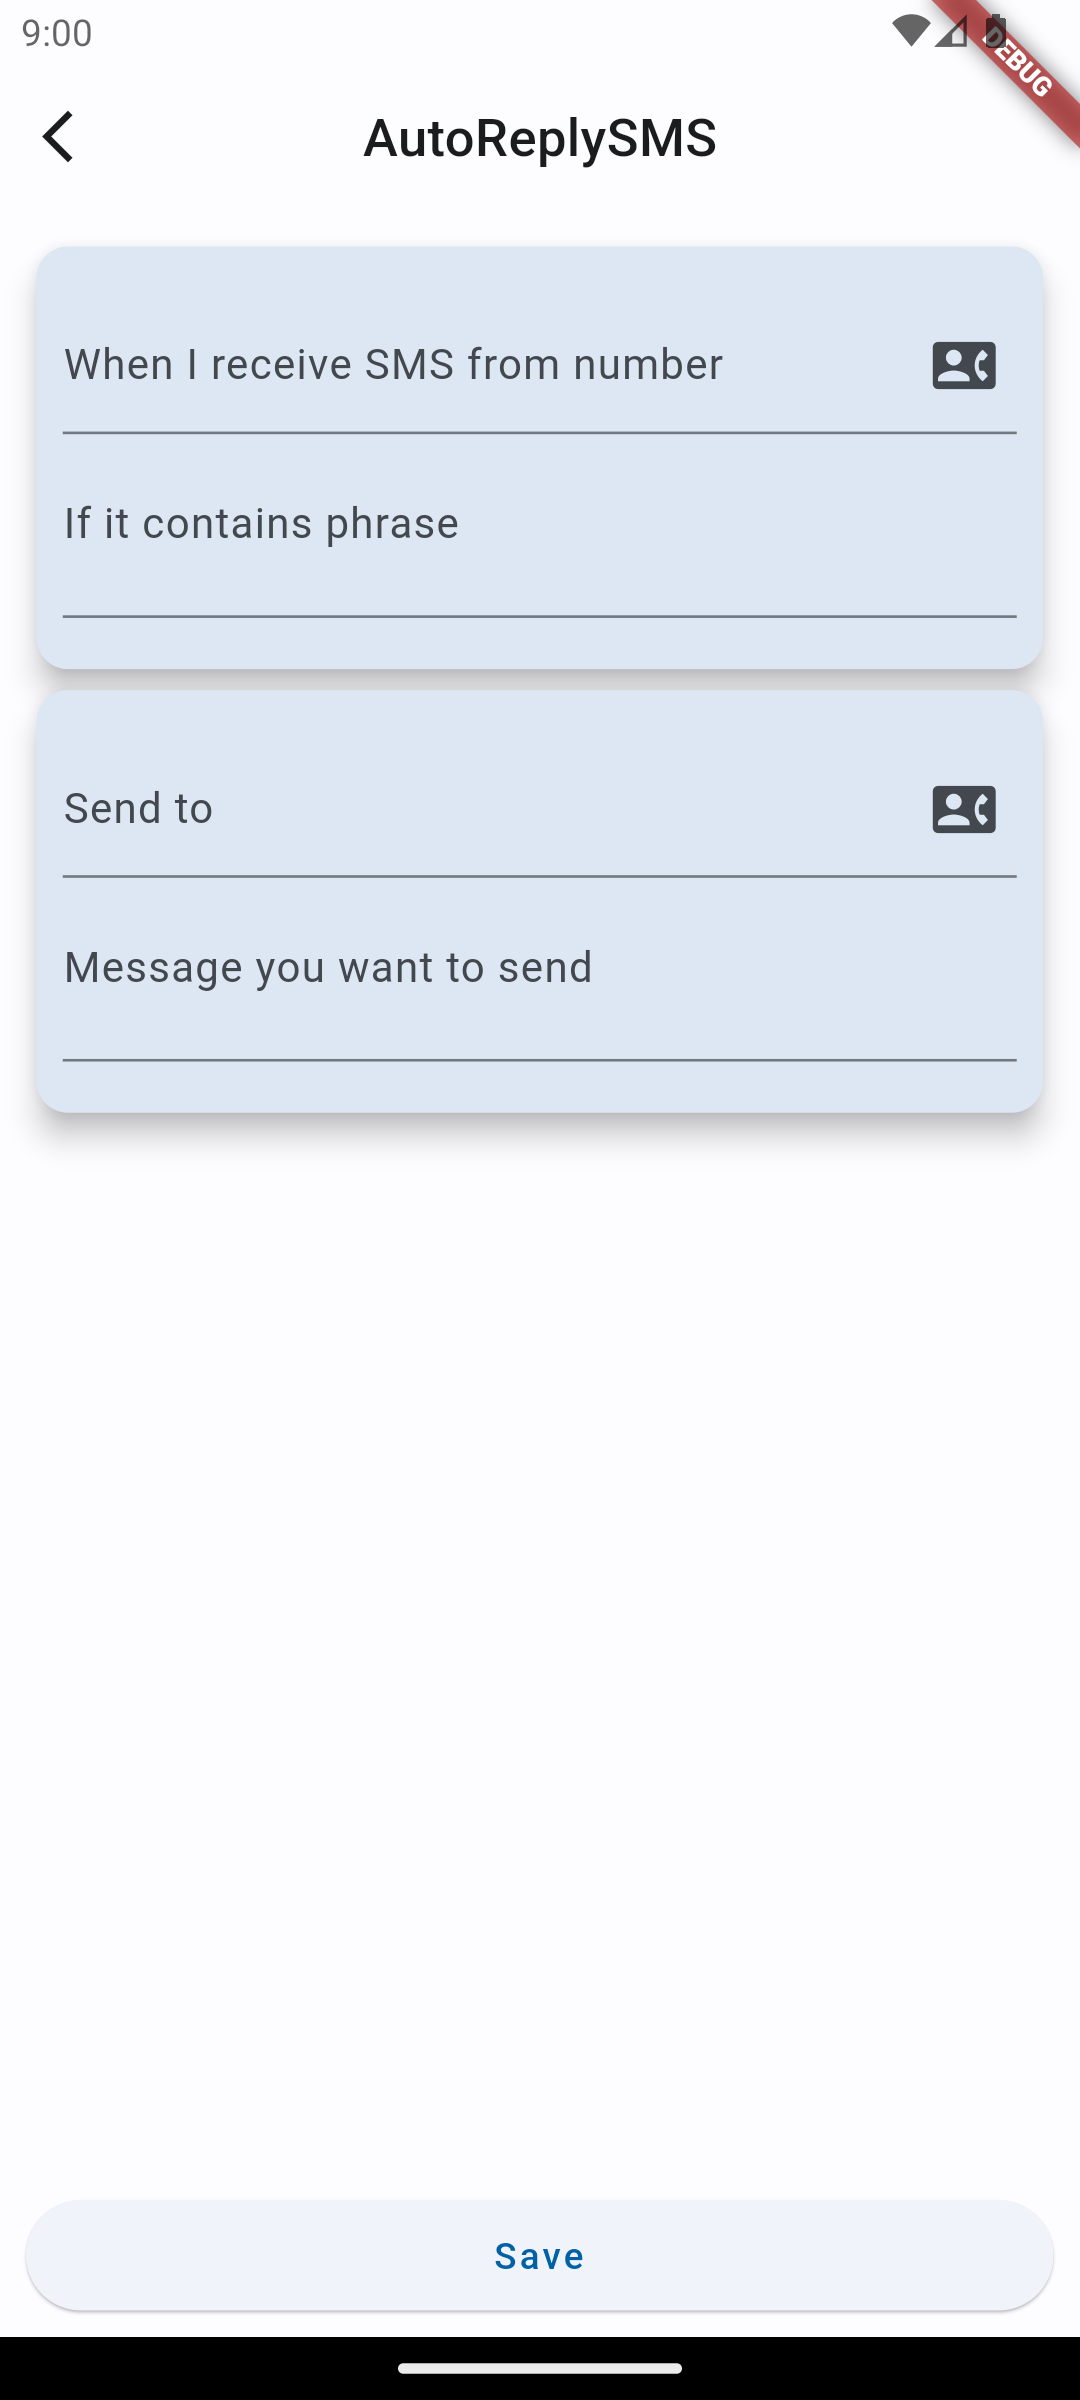 9:00
DEBUG
AutoReplySMS
When I receive SMS from number
If it contains phrase
Send to
Message you want to send
Save